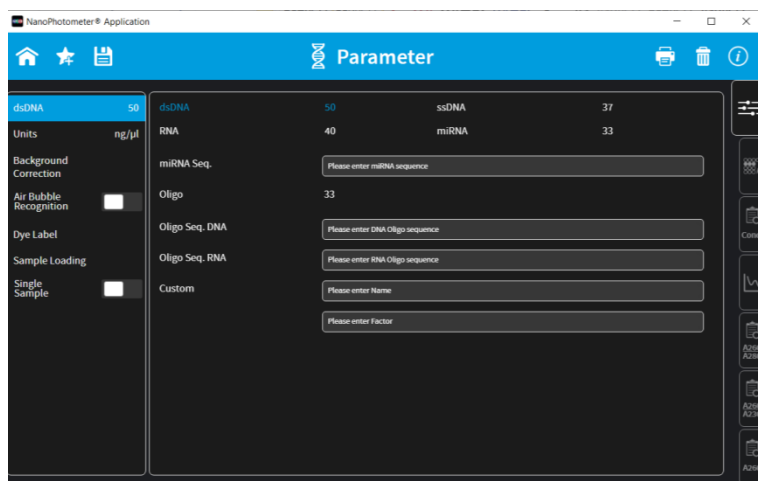 NanoPhotometer® Application
Parameter
dsDNA 50
Units ng/µl
Background
Correction
Air Bubble
Recognition
Dye Label
Sample Loading
Single
Sample
dsDNA 50 ssDNA 37
RNA 40 miRNA 33
miRNA Seq. Please enter miRNA sequence
Oligo 33
Oligo Seq. DNA Please enter DNA Oligo sequence
Oligo Seq. RNA Please enter RNA Oligo sequence
Custom Please enter Name
Please enter Factor